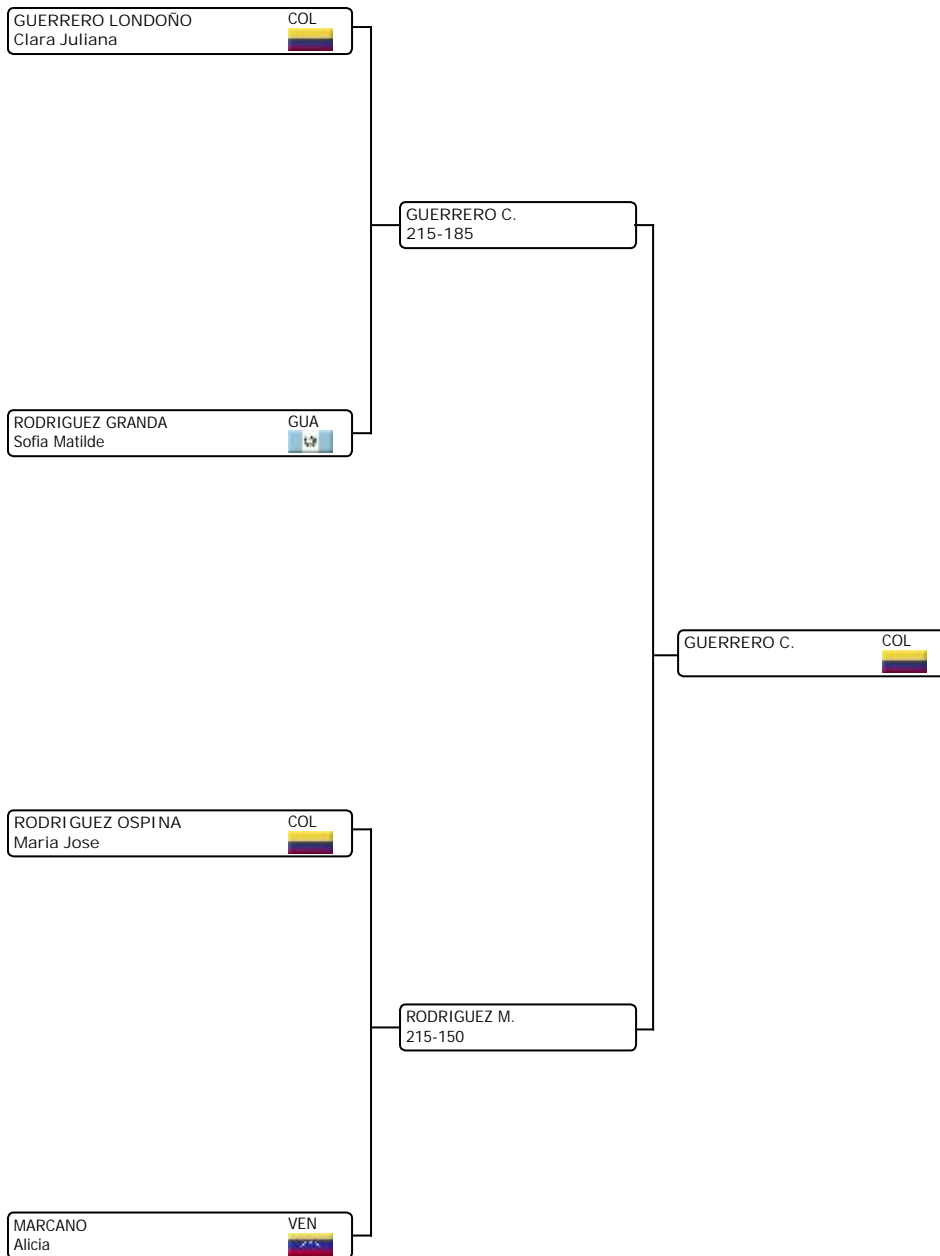 GUERRERO LONDOÑO COL
Clara Juliana
GUERRERO C.
215-185
RODRIGUEZ GRANDA GUA
Sofia Matilde
GUERRERO C. COL
RODRIGUEZ OSPINA COL
Maria Jose
RODRIGUEZ M.
215-150
MARCANO VEN
Alicia